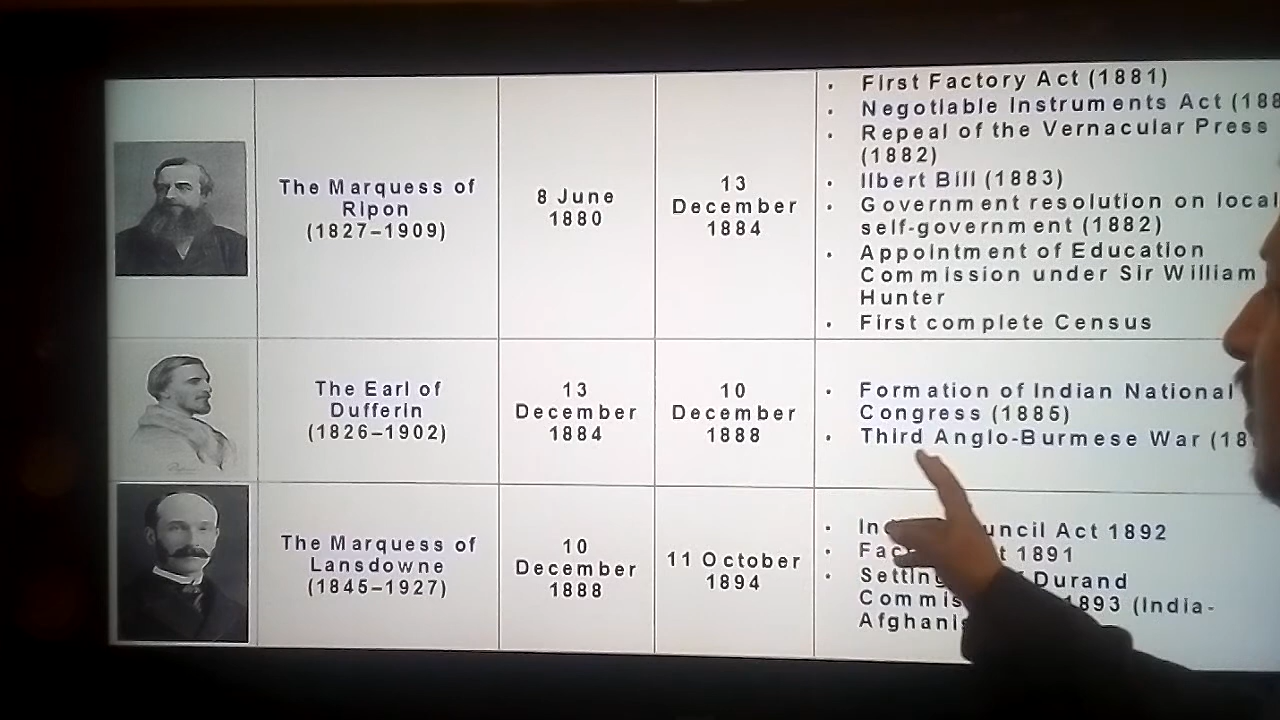 The Marquess of
Ripon
(1827–1909)
8 June
1880
13
December
1884
First Factory Act (1881)
Negotiable Instruments Act (188
Repeal of the Vernacular Press
(1882)
Ilbert Bill (1883)
Government resolution on local
self-government (1882)
Appointment of Education
Commission under Sir William
Hunter
First complete Census
The Earl of
Dufferin
(1826–1902)
13
December
1884
10
December
1888
Formation of Indian National
Congress (1885)
Third Anglo-Burmese War (18
The Marquess of
Lansdowne
(1845–1927)
10
December
1888
11 October
1894
Act 1892
1891
Durand
1893 (India-